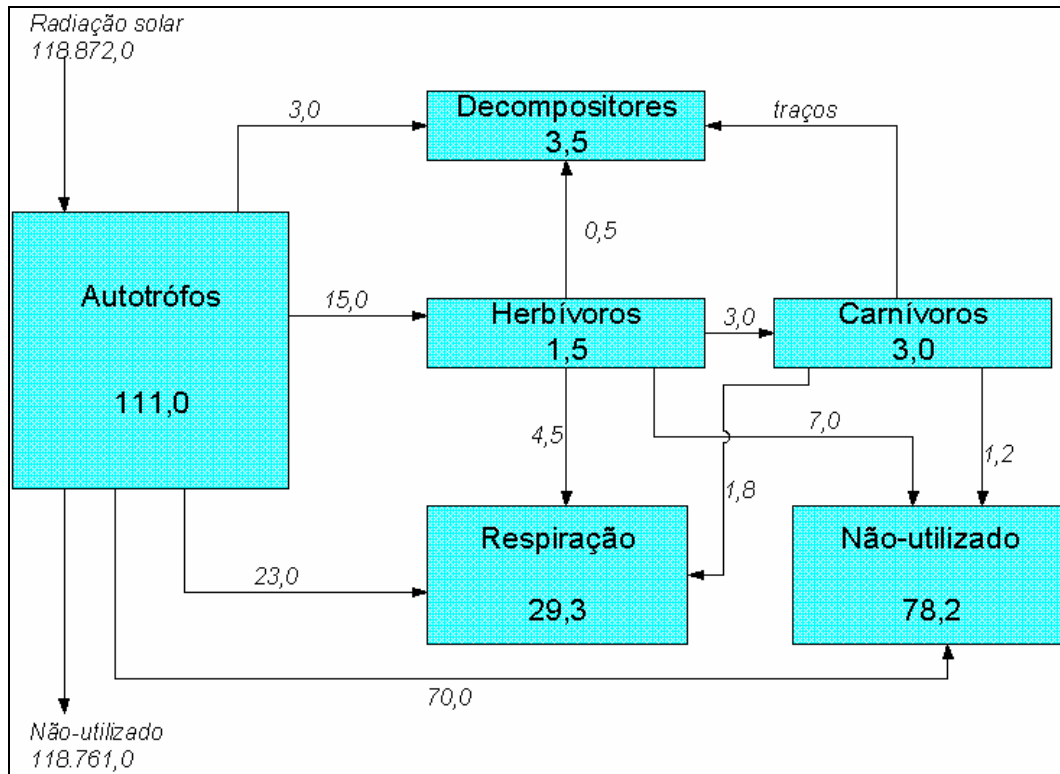 Radiação solar
118.872,0
3,0
Decompositores
3,5
traços
0,5
Autotrófos
111,0
15,0
Herbívoros
1,5
3,0
Carnívoros
3,0
4,5
7,0
1,8
1,2
23,0
Respiração
29,3
Não-utilizado
78,2
70,0
Não-utilizado
118.761,0